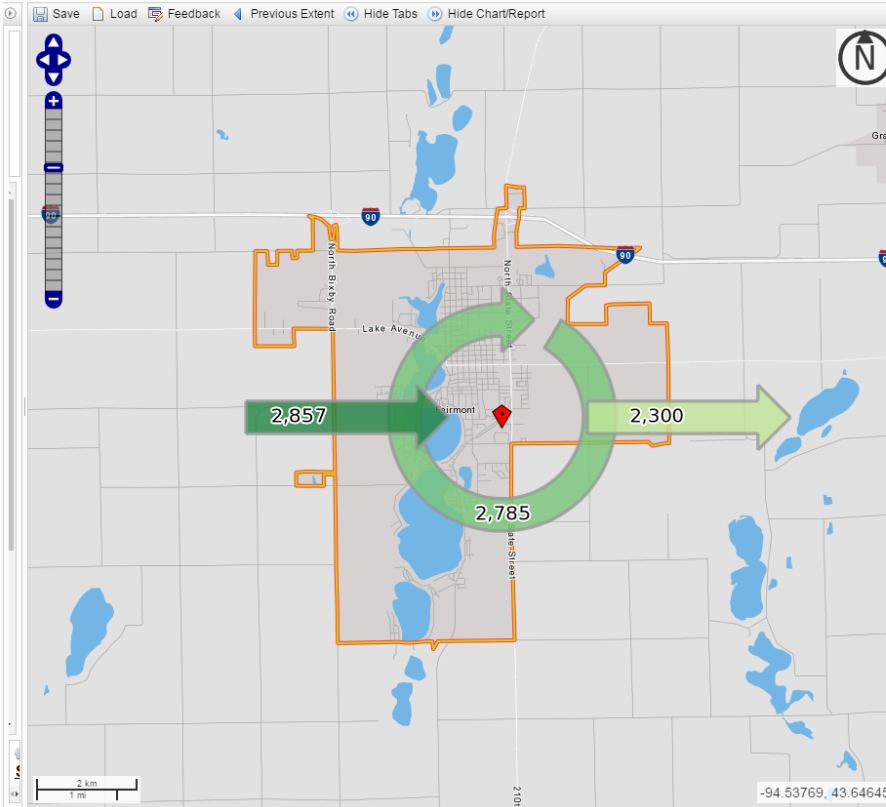 Save Load Feedback Previous Extent Hide Tabs Hide Chart/Report
N
Gra
90
90
90
North Bixby Road
North State Street
Lake Avenue
2,857
Fairmont
2,300
2,785
State Street
2 km
1 mi
210t
-94.53769, 43.64645